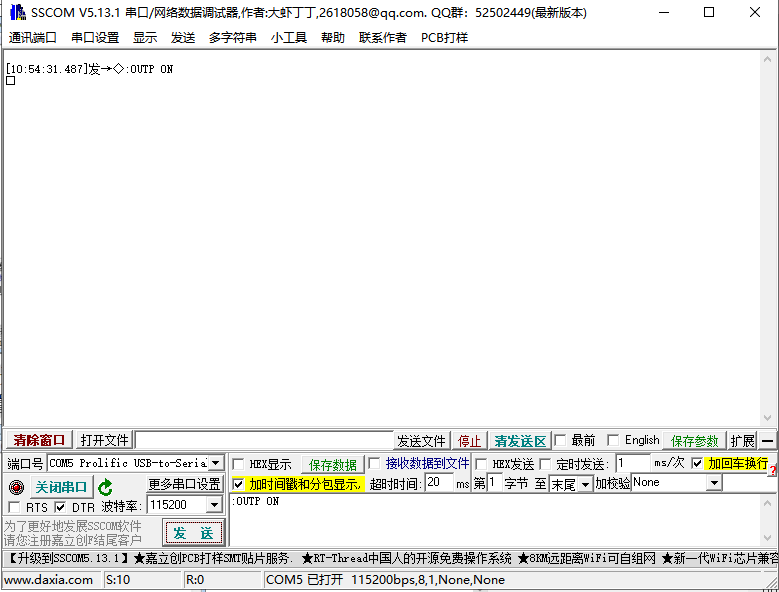 SSCOM V5.13.1 串口/网络数据调试器,作者:大虾丁丁,2618058@qq.com. QQ群: 52502449(最新版本)
通讯端口 串口设置 显示 发送 多字符串 小工具 帮助 联系作者 PCB打样
[10:54:31.487]发→◇:OUTP ON
□
清除窗口 打开文件 发送文件 停止 清发送区 最前 English 保存参数 扩展 —
端口号 COM5 Prolific USB-to-Seria HEX显示 保存数据 接收数据到文件 HEX发送 定时发送: 1 ms/次 加回车换行
关闭串口 更多串口设置 加时间戳和分包显示, 超时时间: 20 ms 第 1 字节 至 末尾 加校验 None ?
RTS DTR 波特率: 115200 :OUTP ON
为了更好地发展SSCOM软件
请您注册嘉立创F结尾客户
发 送
【升级到SSCOM5.13.1】★嘉立创PCB打样SMT贴片服务. ★RT-Thread中国人的开源免费操作系统 ★8KM远距离WiFi可自组网 ★新一代WiFi芯片兼容
www.daxia.com S:10 R:0 COM5 已打开 115200bps,8,1,None,None